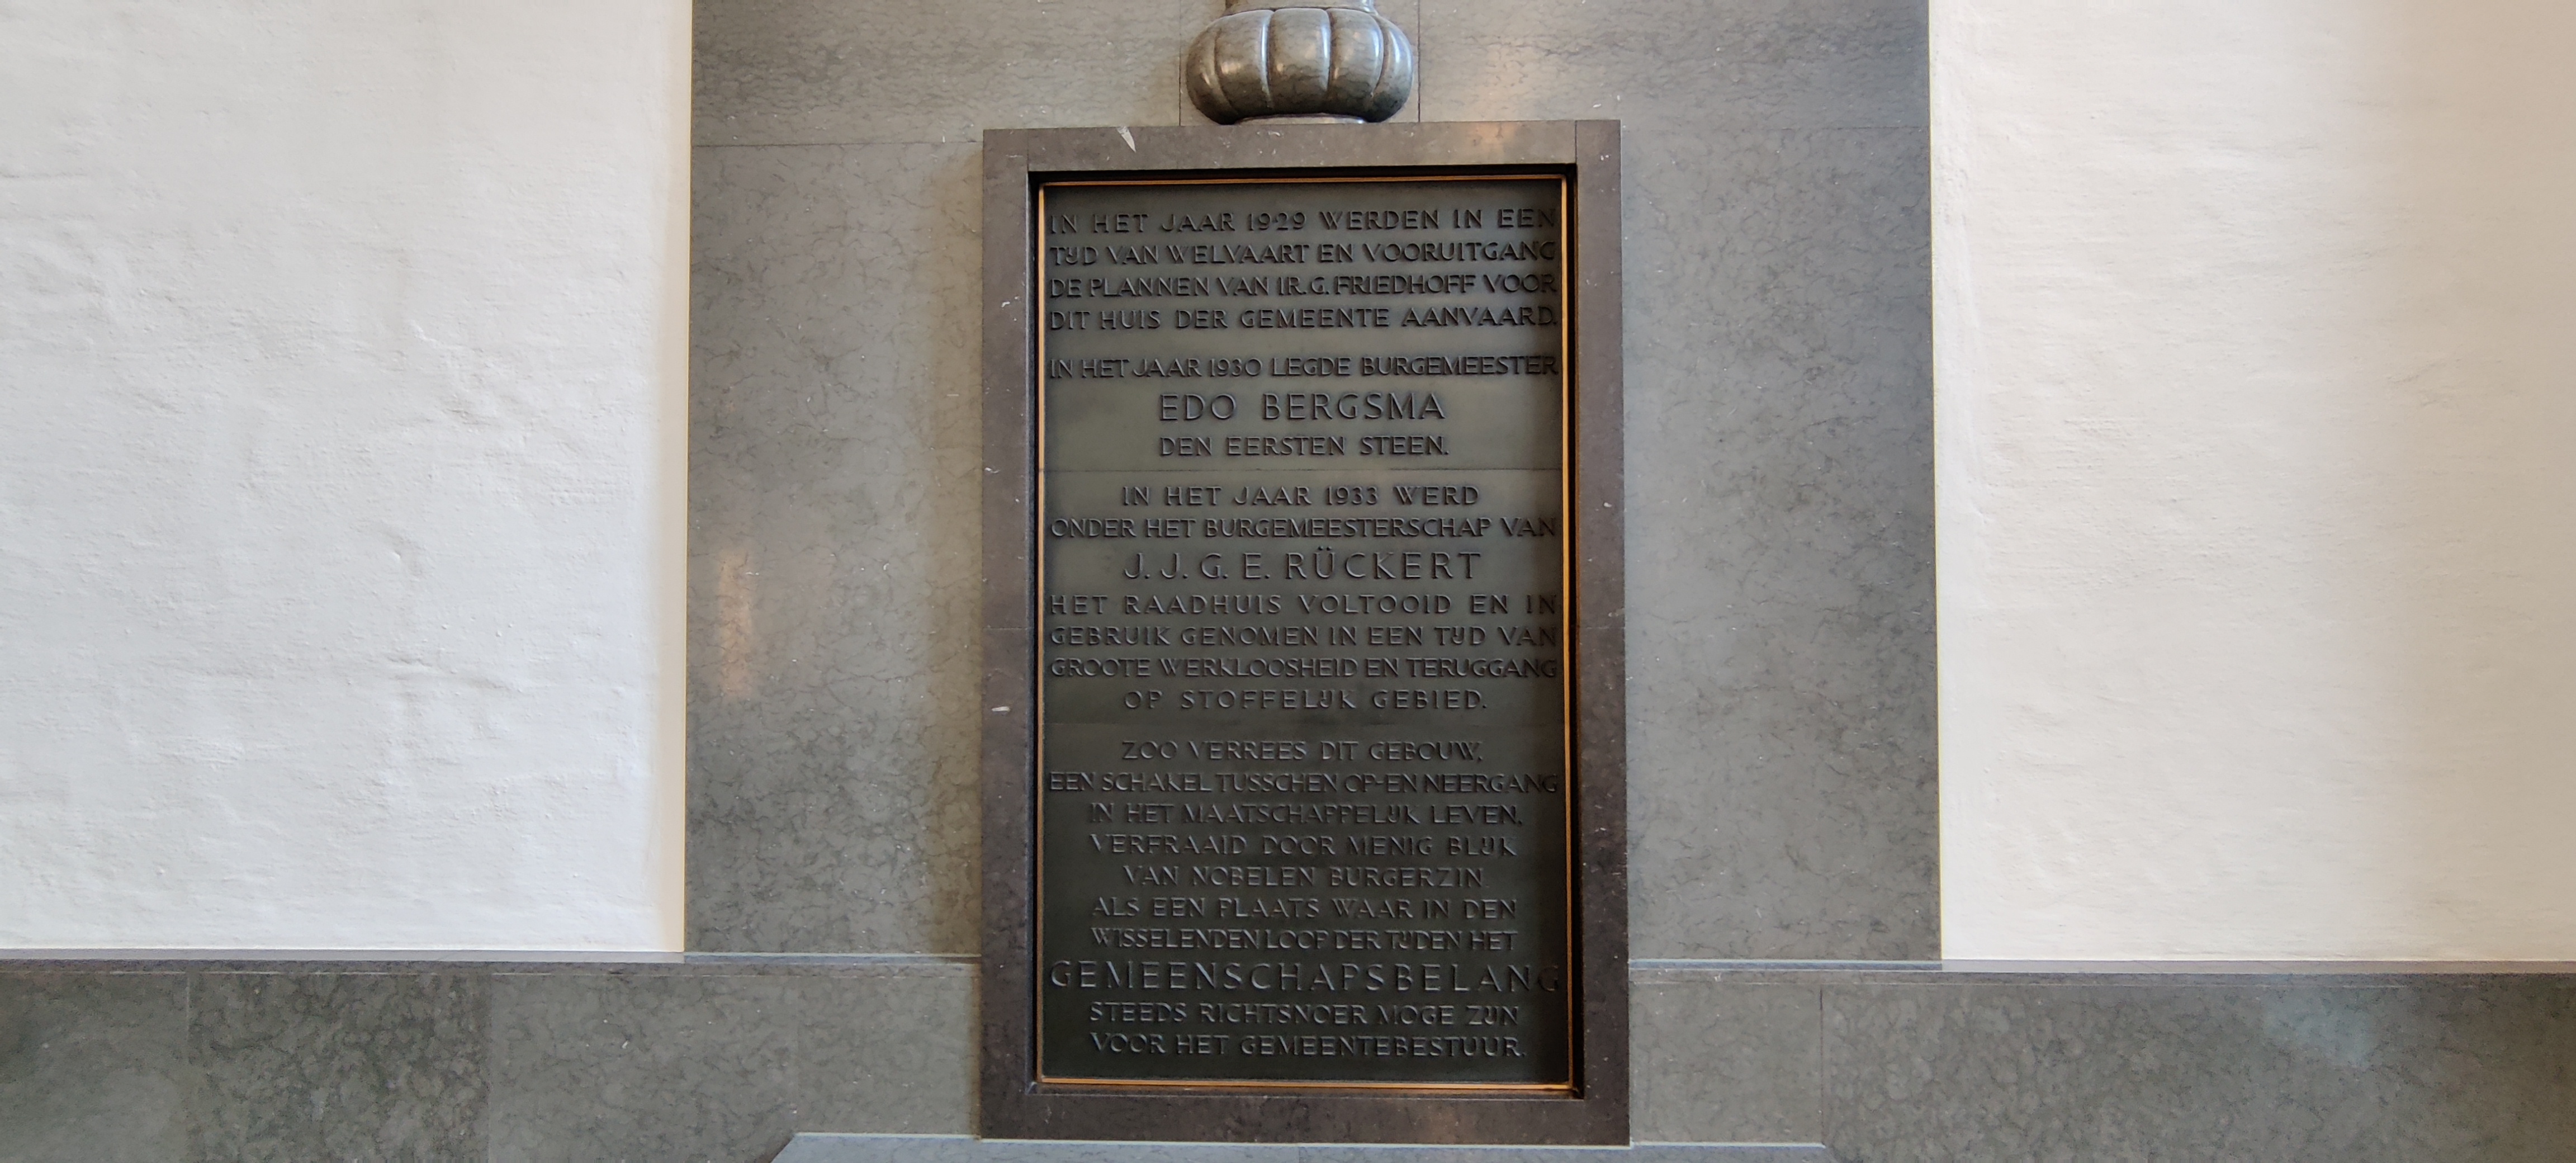 IN HET JAAR 1929 WERDEN IN EEN
TIJD VAN WELVAART EN VOORUITGANG
DE PLANNEN VAN IR. G. FRIEDHOFF VOOR
DIT HUIS DER GEMEENTE AANVAARD.
IN HET JAAR 1930 LEGDE BURGEMEESTER
EDO BERGSMA
DEN EERSTEN STEEN.
IN HET JAAR 1933 WERD
ONDER HET BURGEMEESTERSCHAP VAN
J. J. G. E. RÜCKERT
HET RAADHUIS VOLTOOID EN IN
GEBRUIK GENOMEN IN EEN TIJD VAN
GROOTE WERKLOOSHEID EN TERUGGANG
OP STOFFELIJK GEBIED.
ZOO VERREES DIT GEBOUW,
EEN SCHAKEL TUSSCHEN OP-EN NEERGANG
IN HET MAATSCHAPPELIJK LEVEN,
VERFRAAID DOOR MENIG BLIJK
VAN NOBELEN BURGERZIN
ALS EEN PLAATS WAAR IN DEN
WISSELENDEN LOOP DER TIJDEN HET
GEMEENSCHAPSBELANG
STEEDS RICHTSNOER MOGE ZIJN
VOOR HET GEMEENTEBESTUUR.